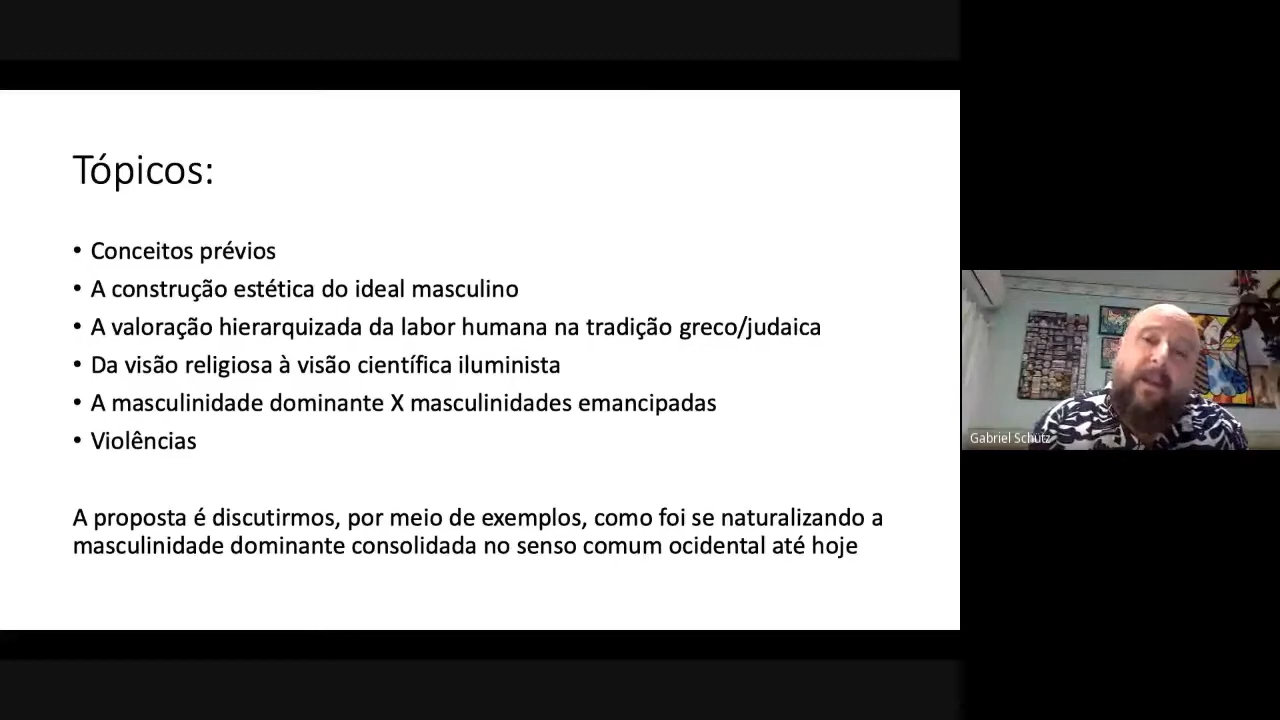 Tópicos:
• Conceitos prévios
• A construção estética do ideal masculino
• A valoração hierarquizada da labor humana na tradição greco/judaica
• Da visão religiosa à visão científica iluminista
• A masculinidade dominante X masculinidades emancipadas
• Violências
A proposta é discutirmos, por meio de exemplos, como foi se naturalizando a
masculinidade dominante consolidada no senso comum ocidental até hoje
Gabriel Schütz